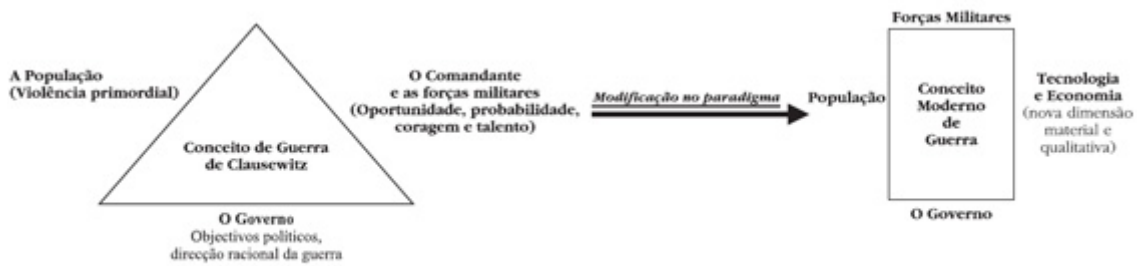 A População
(Violência primordial)
O Comandante
e as forças militares
(Oportunidade, probabilidade,
coragem e talento)
Conceito de Guerra
de Clausewitz
O Governo
Objectivos políticos,
direcção racional da guerra
Modificação no paradigma
Forças Militares
População
Conceito
Moderno
de
Guerra
Tecnologia
e Economia
(nova dimensão
material e
qualitativa)
O Governo